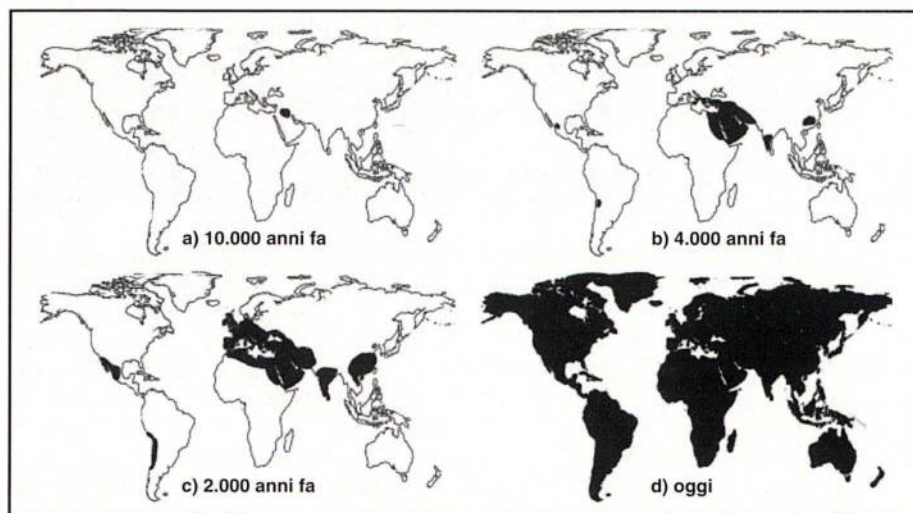 a) 10.000 anni fa
b) 4.000 anni fa
c) 2.000 anni fa
d) oggi